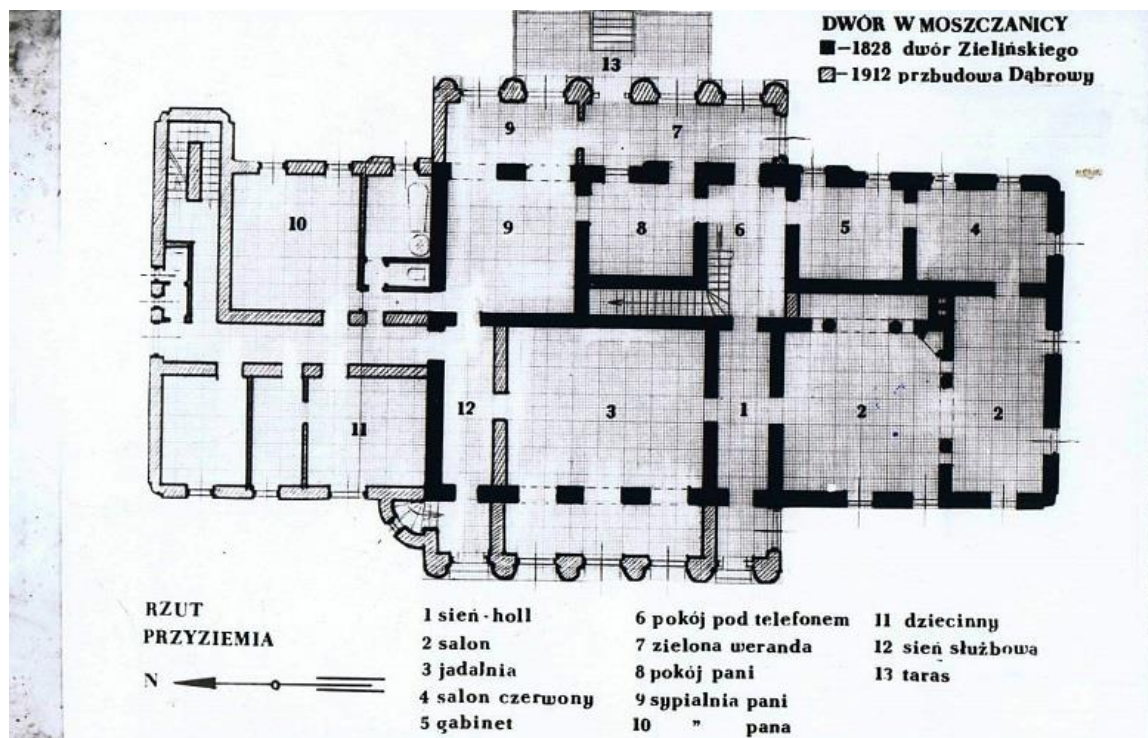 DWÓR W MOSZCZANICY
-1828 dwór Zielińskiego
-1912 przbudowa Dąbrowy
13
9
7
10
9
8
6
5
4
12
3
1
2
2
11
RZUT
PRZYZIEMIA
N
1 sień-holl
2 salon
3 jadalnia
4 salon czerwony
5 gabinet
6 pokój pod telefonem
7 zielona weranda
8 pokój pani
9 sypialnia pani
10 " pana
11 dziecinny
12 sień służbowa
13 taras